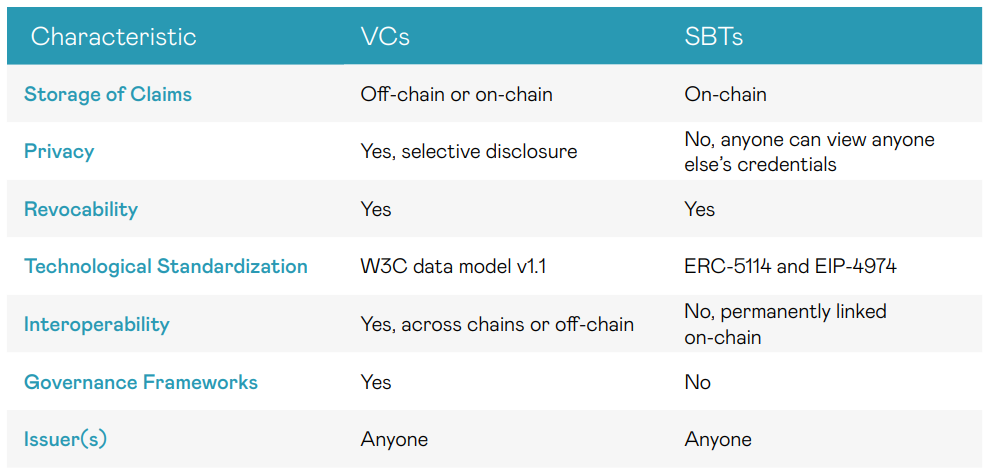 Characteristic VCs SBTs
Storage of Claims Off-chain or on-chain On-chain
Privacy Yes, selective disclosure No, anyone can view anyone
else’s credentials
Revocability Yes Yes
Technological Standardization W3C data model v1.1 ERC-5114 and EIP-4974
Interoperability Yes, across chains or off-chain No, permanently linked
on-chain
Governance Frameworks Yes No
Issuer(s) Anyone Anyone